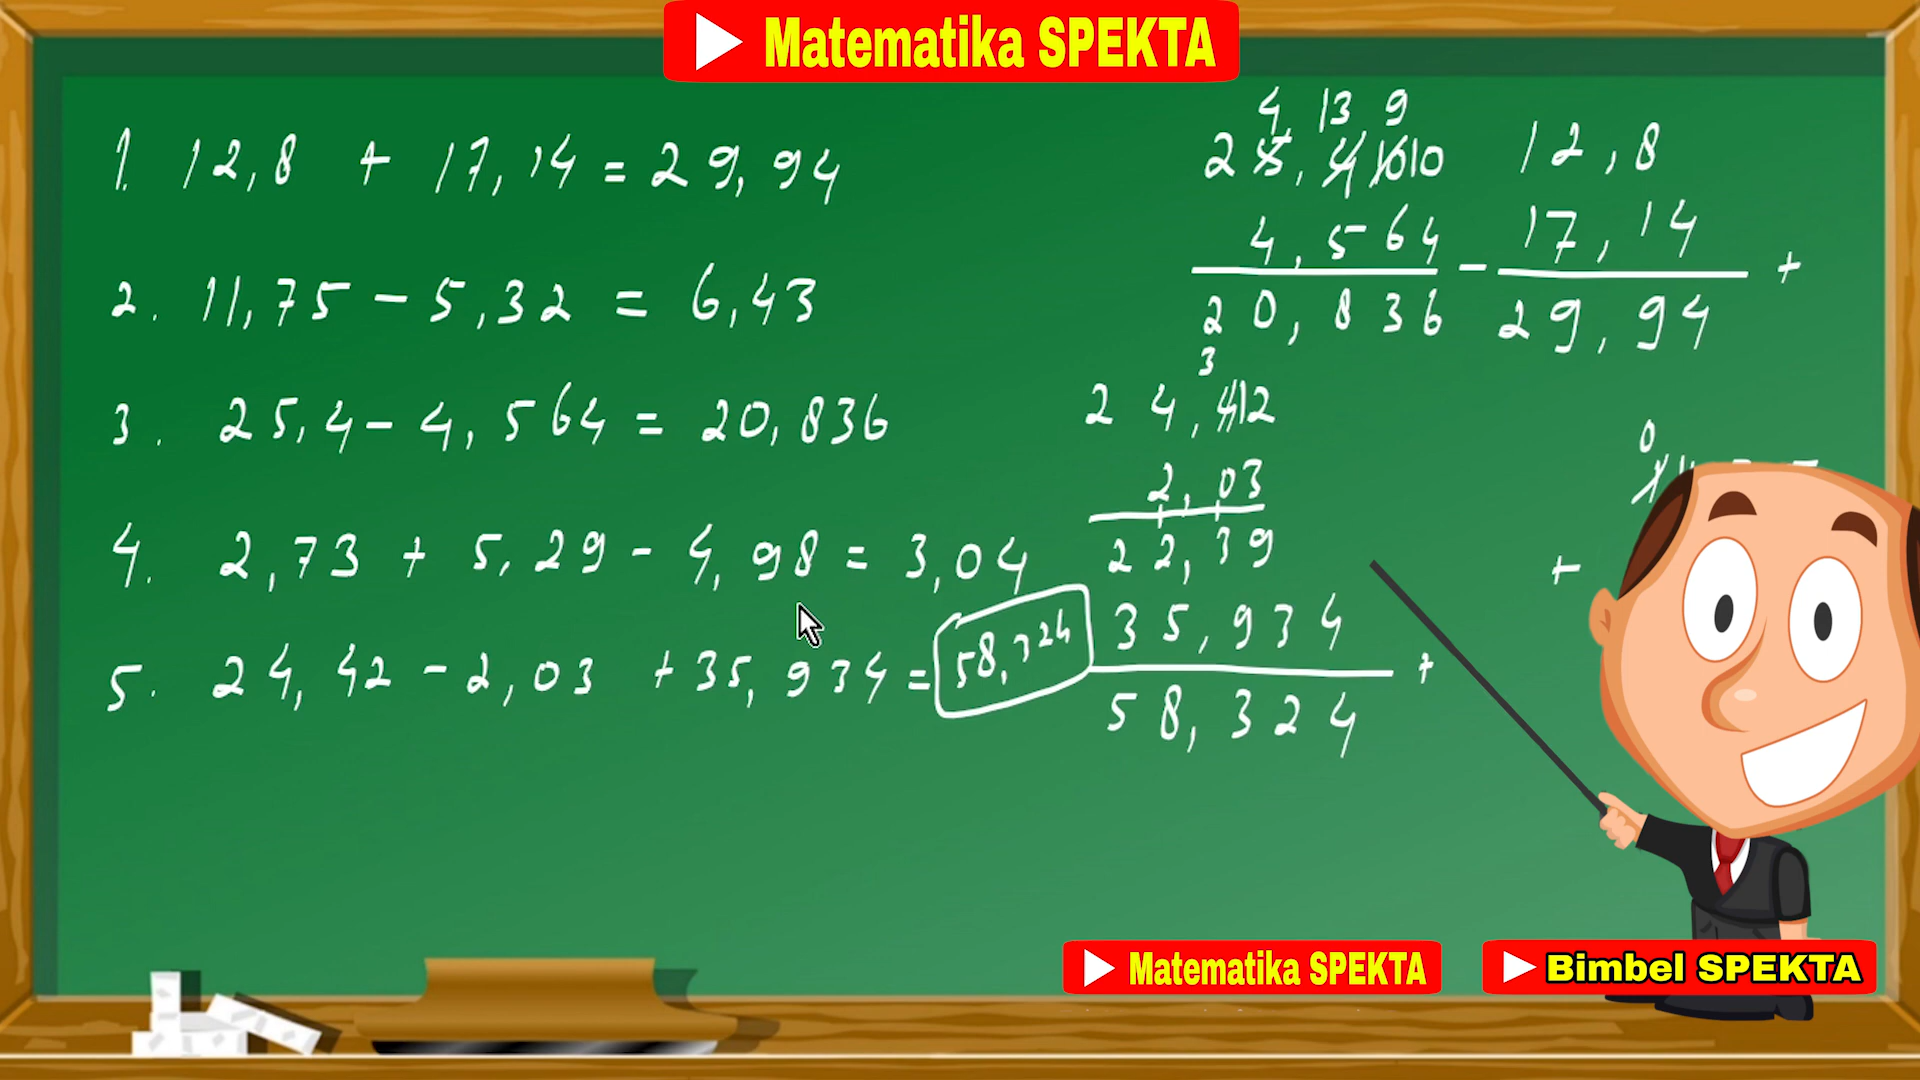 Matematika SPEKTA
1. 12,8 + 17,14 = 29,94
2. 11,75 - 5,32 = 6,43
3. 25,4 - 4,564 = 20,836
4. 2,73 + 5,29 - 4,98 = 3,04
5. 24,42 - 2,03 + 35,934 = 58,324
4 13 9
25,41010
4,564 -
20,836
12,8
17,14 +
29,94
3
24,412
2,03
22,39
35,934 +
58,324
0
+
Matematika SPEKTA
Bimbel SPEKTA